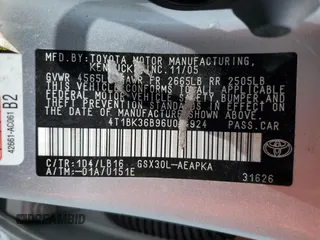 42661-AC061 B2
MFD.BY: TOYOTA MOTOR MANUFACTURING,
INC. 11/05
GVWR 4565LB FR 2665LB RR 2505LB
THIS VEHICLE CONFORMS TO ALL APPLICABLE
FEDERAL MOTOR VEHICLE SAFETY, BUMPER,
AND THEFT PREVENTION STANDARDS IN
EFFECT ON THE DATE OF MANUFACTURE
SHOWN ABOVE.
PASS.CAR
C/TR:1D4/LB16 GSX30L-AEAPKA
A/TM:-01A/U151E
TOYOTA
31626